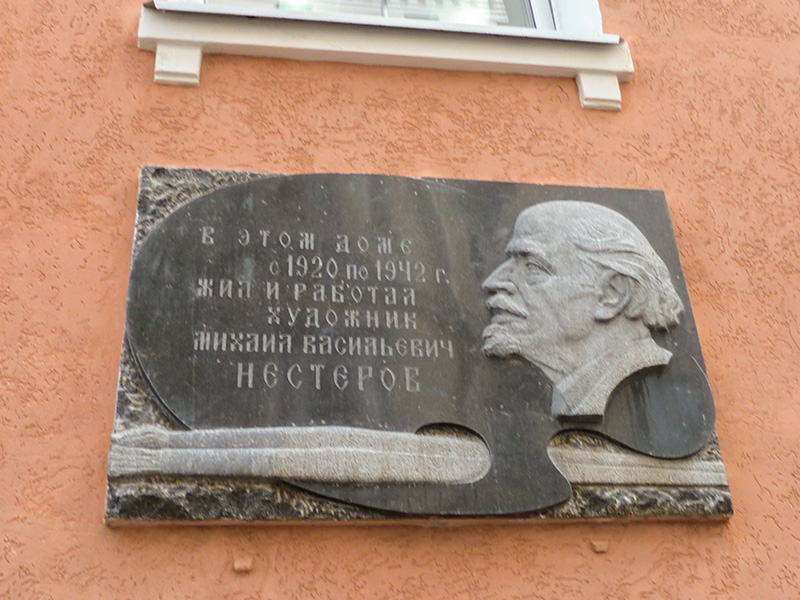 В ЭТОМ ДОМЕ
с 1920 по 1942 г.
ЖИЛ И РАБОТАЛ
ХУДОЖНИК
МИХАИЛ ВАСИЛЬЕВИЧ
НЕСТЕРОВ